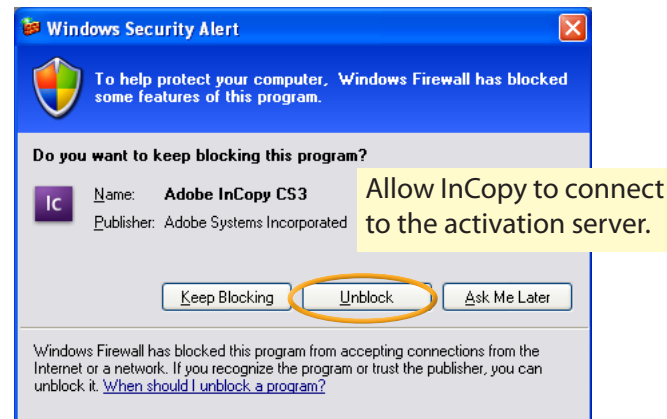 Windows Security Alert
To help protect your computer, Windows Firewall has blocked
some features of this program.
Do you want to keep blocking this program?
Ic
Name: Adobe InCopy CS3
Publisher: Adobe Systems Incorporated
Allow InCopy to connect
to the activation server.
Keep Blocking Unblock Ask Me Later
Windows Firewall has blocked this program from accepting connections from the
Internet or a network. If you recognize the program or trust the publisher, you can
unblock it. When should I unblock a program?